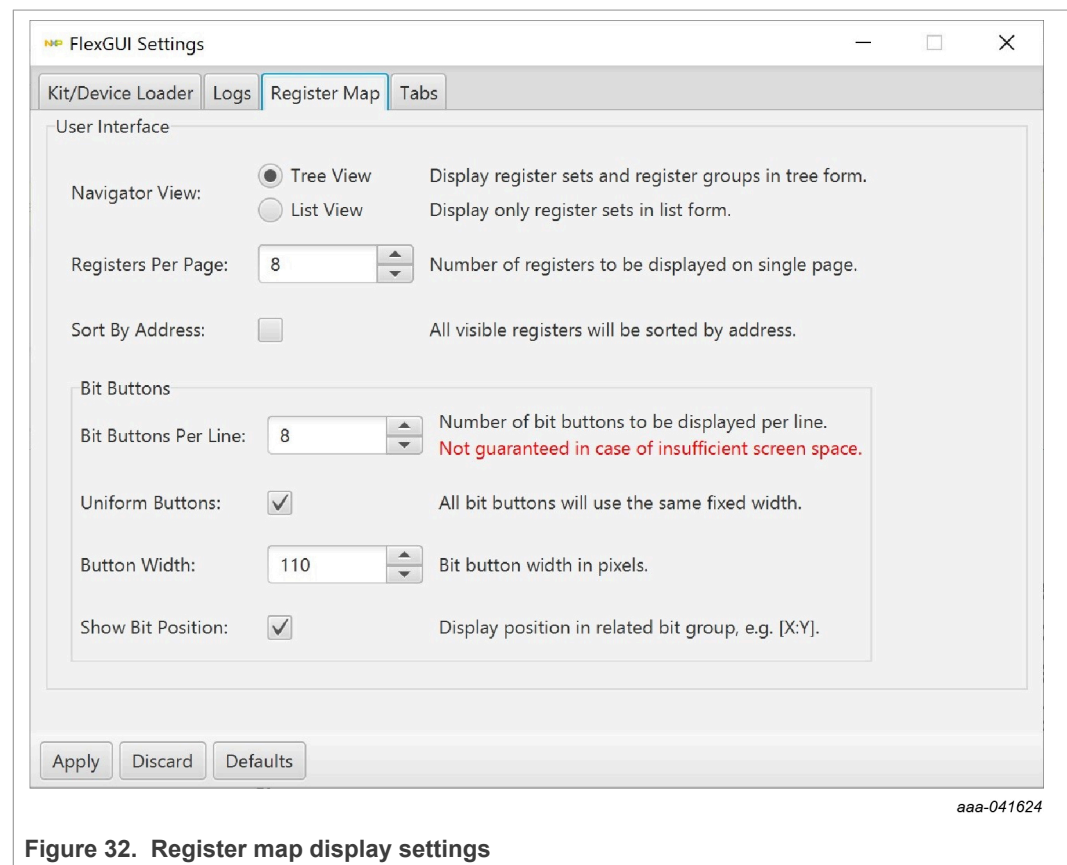 NXP FlexGUI Settings
Kit/Device Loader Logs Register Map Tabs
User Interface
Navigator View:
Tree View Display register sets and register groups in tree form.
List View Display only register sets in list form.
Registers Per Page: 8 Number of registers to be displayed on single page.
Sort By Address: All visible registers will be sorted by address.
Bit Buttons
Bit Buttons Per Line: 8 Number of bit buttons to be displayed per line.
Not guaranteed in case of insufficient screen space.
Uniform Buttons: All bit buttons will use the same fixed width.
Button Width: 110 Bit button width in pixels.
Show Bit Position: Display position in related bit group, e.g. [X:Y].
Apply Discard Defaults
aaa-041624
Figure 32. Register map display settings